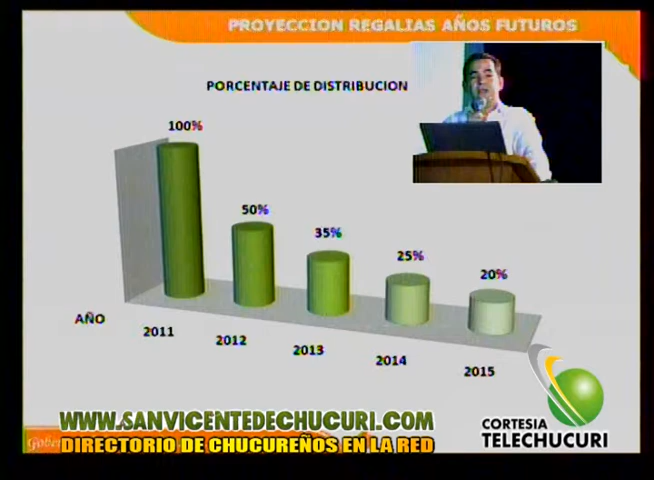 PROYECCION REGALIAS AÑOS FUTUROS
PORCENTAJE DE DISTRIBUCION
100%
50%
35%
25%
20%
AÑO
2011
2012
2013
2014
2015
WWW.SANVICENTEDECHUCURI.COM
DIRECTORIO DE CHUCUREÑOS EN LA RED
CORTESIA
TELECHUCURI